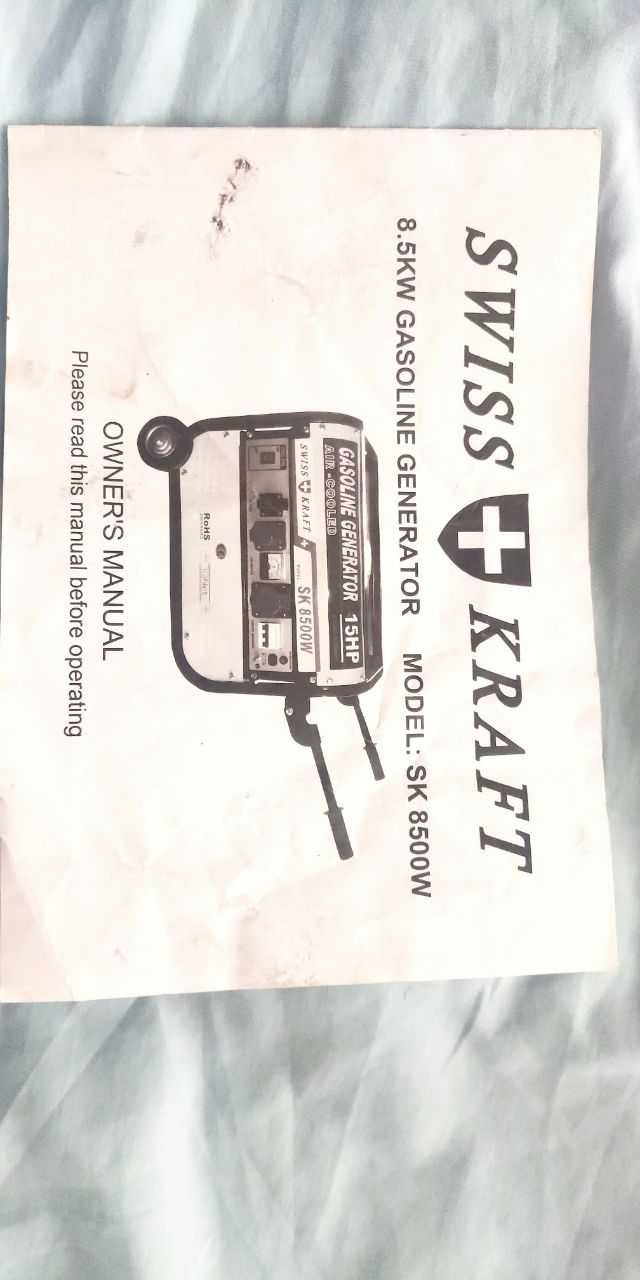 SWISS KRAFT
8.5KW GASOLINE GENERATOR MODEL: SK 8500W
GASOLINE GENERATOR 15HP
AIR-COOLED
SWISS KRAFT
SK 8500W
RoHS
OWNER'S MANUAL
Please read this manual before operating